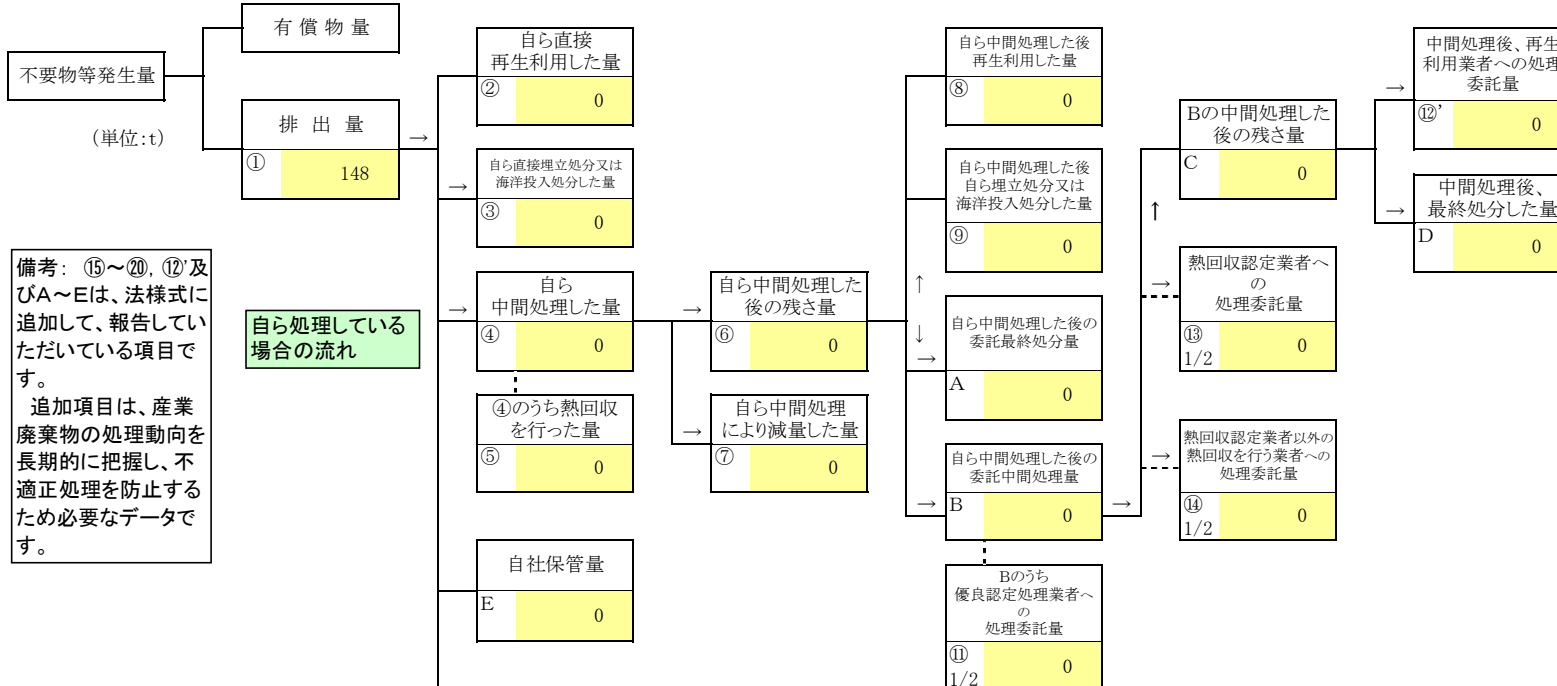 不要物等発生量
(単位:t)
有 償 物 量
排 出 量
→
① 148
備考： ⑮～⑳, ⑫'及
びA～Eは、法様式に
追加して、報告してい
ただいている項目で
す。
追加項目は、産業
廃棄物の処理動向を
長期的に把握し、不
適正処理を防止する
ため必要なデータで
す。
自ら処理している
場合の流れ
自ら直接
再生利用した量
② 0
→
自ら直接埋立処分又は
海洋投入処分した量
③ 0
→
自ら
中間処理した量
④ 0
④のうち熱回収
を行った量
⑤ 0
自社保管量
E 0
→
自ら中間処理した
後の残さ量
⑥ 0
→
自ら中間処理
により減量した量
⑦ 0
自ら中間処理した後
再生利用した量
⑧ 0
自ら中間処理した後
自ら埋立処分又は
海洋投入処分した量
⑨ 0
↑
↓
→
自ら中間処理した後の
委託最終処分量
A 0
→
自ら中間処理した後の
委託中間処理量
B 0
→
Bのうち
優良認定処理業者へ
の
処理委託量
⑪
1/2 0
Bの中間処理した
後の残さ量
C 0
↑
→
熱回収認定業者へ
の
処理委託量
⑬
1/2 0
→
熱回収認定業者以外の
熱回収を行う業者への
処理委託量
⑭
1/2 0
→
中間処理後、再生
利用業者への処理
委託量
⑫' 0
→
中間処理後、
最終処分した量
D 0